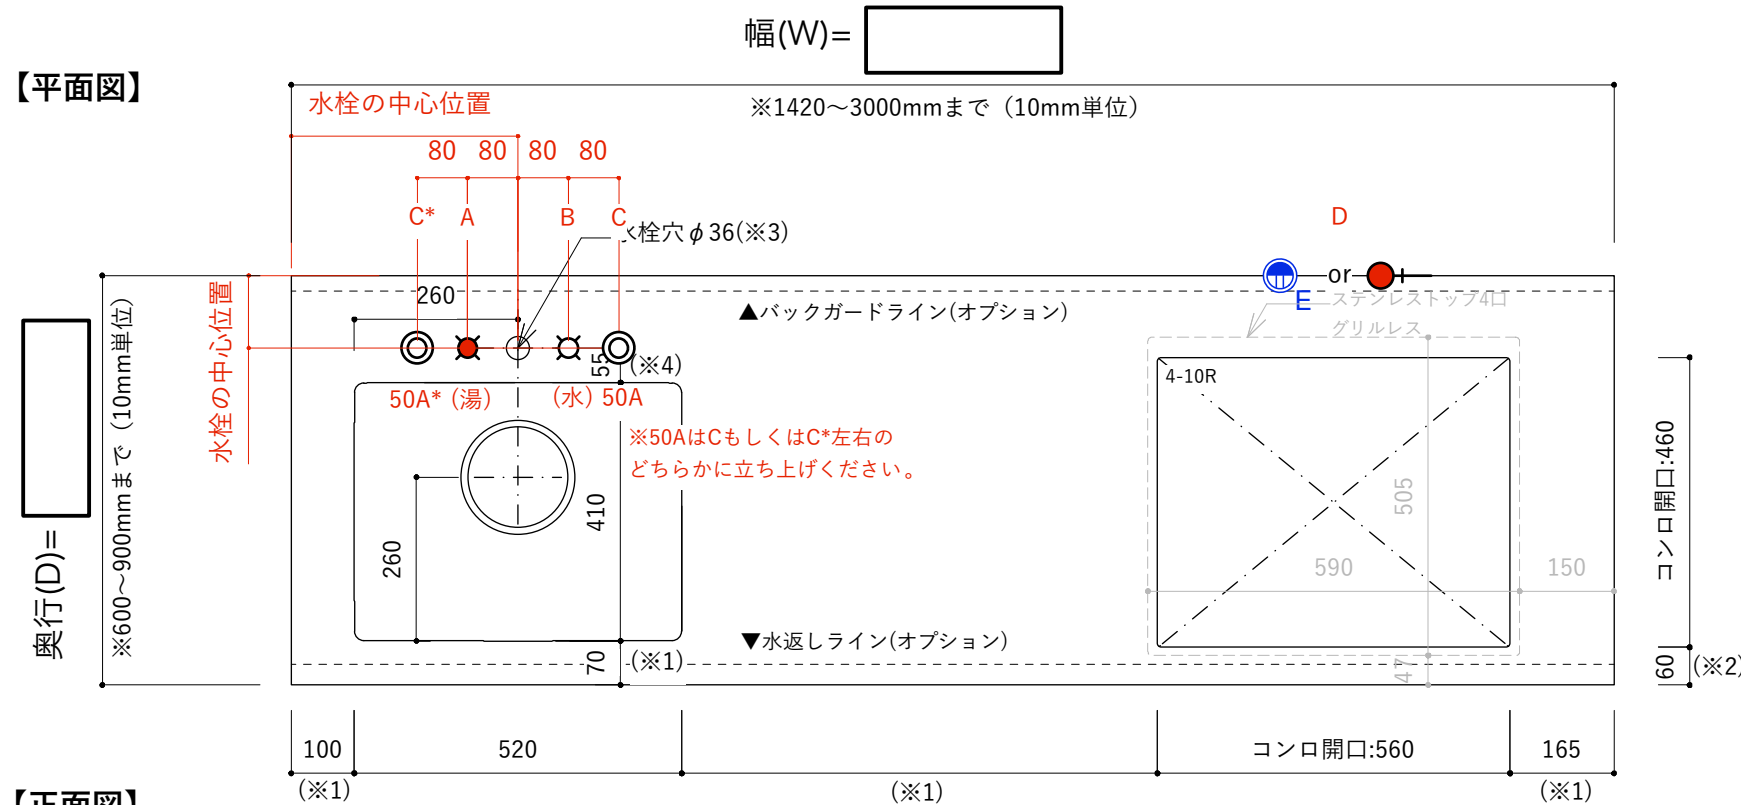 幅(W)=
【平面図】
水栓の中心位置
※1420〜3000mmまで（10mm単位）
80 80 80 80
C* A B C
水栓穴φ36(※3)
D
or
E
260
▲バックガードライン(オプション)
ステンレストップ4口
グリルレス
水栓の中心位置
※600〜900mmまで（10mm単位）
奥行(D)=
55
(※4)
50A* (湯)
(水) 50A
4-10R
※50AはCもしくはC*左右の
どちらかに立ち上げください。
260
410
505
590
150
コンロ開口:460
▼水返しライン(オプション)
70
(※1)
47
60
(※2)
100
520
コンロ開口:560
165
(※1)
(※1)
(※1)
【正面図】